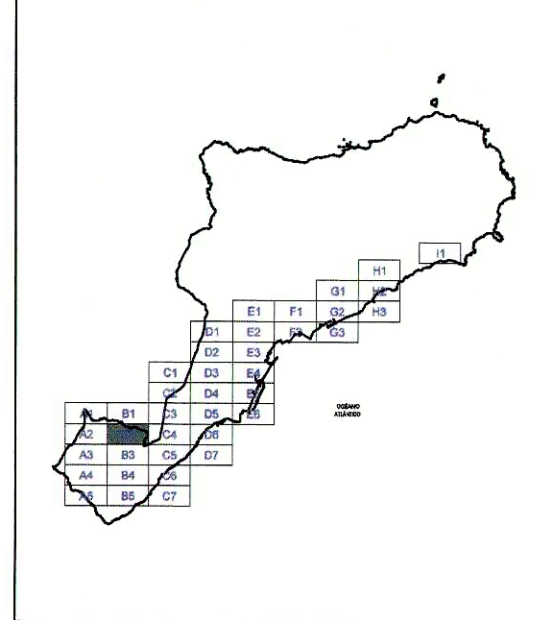 I1
H1
G1 H2
E1 F1 G2 H3
D1 E2 F2 G3
D2 E3
C1 D3 E4
C2 D4
A1 B1 C3 D5 E6
OCÉANO
ATLÁNTICO
A2 C4 D6
A3 B3 C5 D7
A4 B4 C6
A5 B5 C7